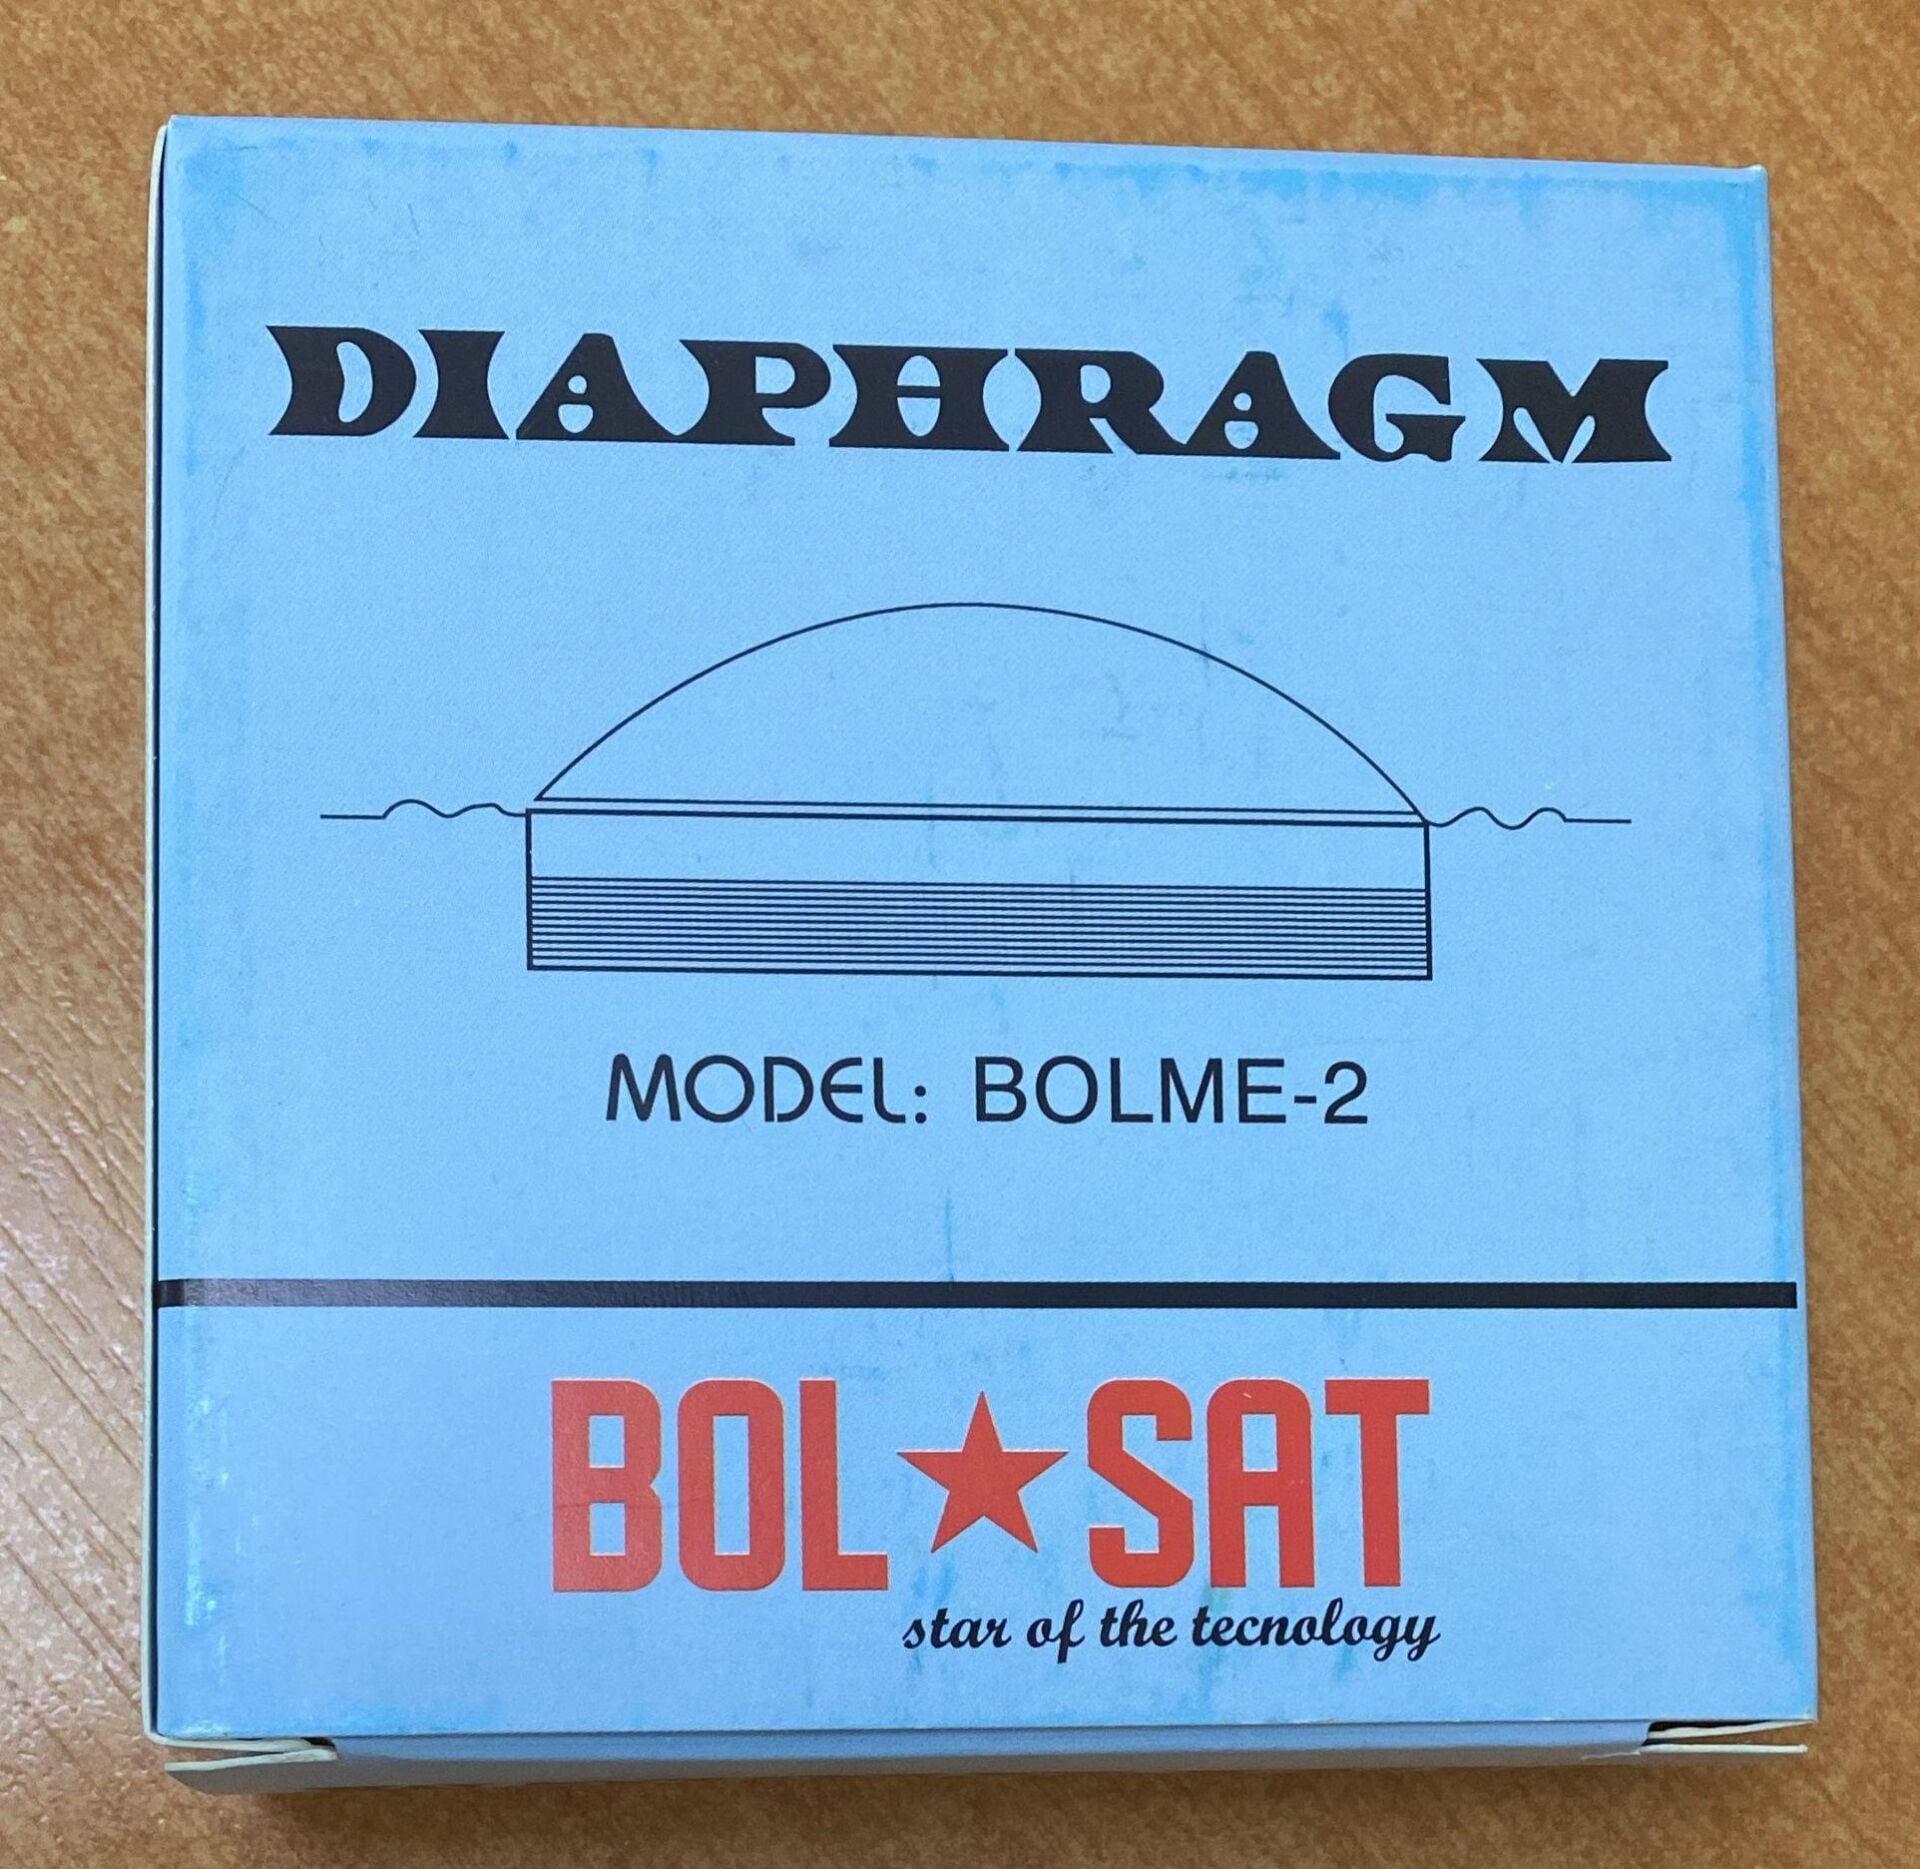 DIAPHRAGM
MODEL: BOLME-2
BOL★SAT
star of the tecnology